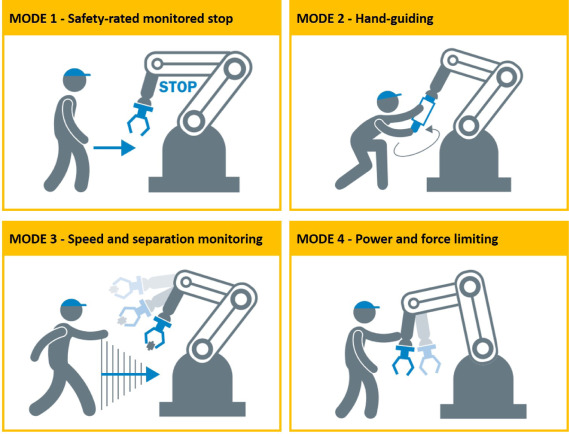 MODE 1 - Safety-rated monitored stop
STOP
MODE 2 - Hand-guiding
MODE 3 - Speed and separation monitoring
MODE 4 - Power and force limiting